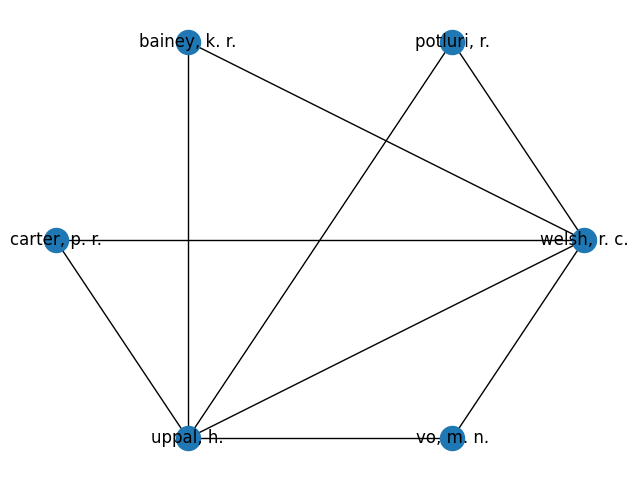 bainey, k. r.
potluri, r.
carter, p. r.
welsh, r. c.
uppal, h.
vo, m. n.